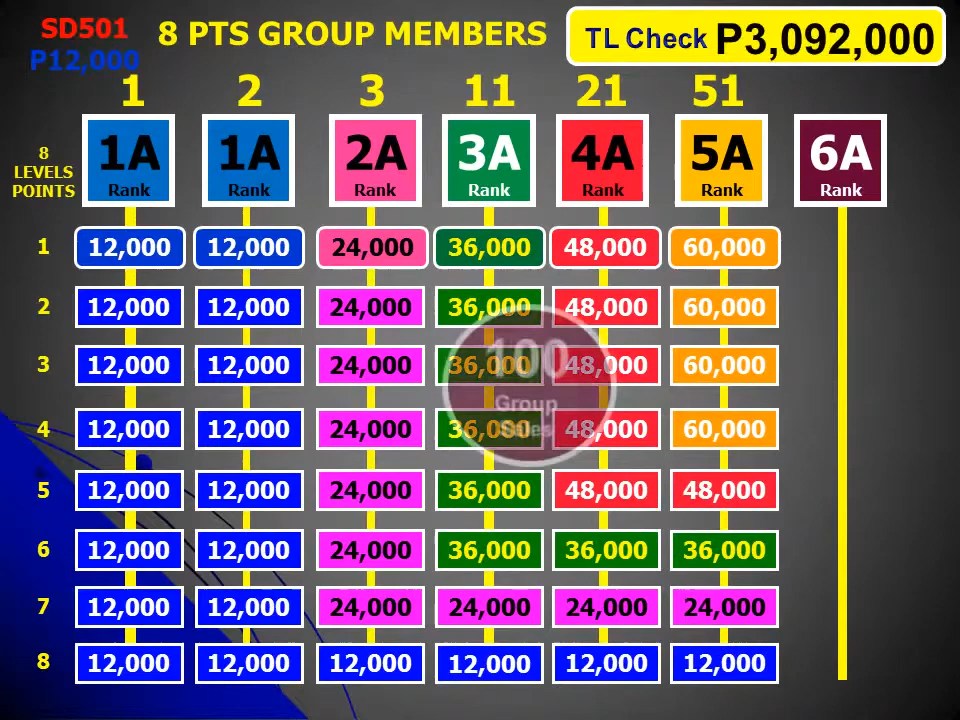 SD501
P12,000
8 PTS GROUP MEMBERS
TL Check P3,092,000
1 2 3 11 21 51
8
LEVELS
POINTS
1A 1A 2A 3A 4A 5A 6A
Rank Rank Rank Rank Rank Rank Rank
1 12,000 12,000 24,000 36,000 48,000 60,000
2 12,000 12,000 24,000 36,000 48,000 60,000
3 12,000 12,000 24,000 36,000 48,000 60,000
100
Group
Sales
4 12,000 12,000 24,000 36,000 48,000 60,000
5 12,000 12,000 24,000 36,000 48,000 48,000
6 12,000 12,000 24,000 36,000 36,000 36,000
7 12,000 12,000 24,000 24,000 24,000 24,000
8 12,000 12,000 12,000 12,000 12,000 12,000